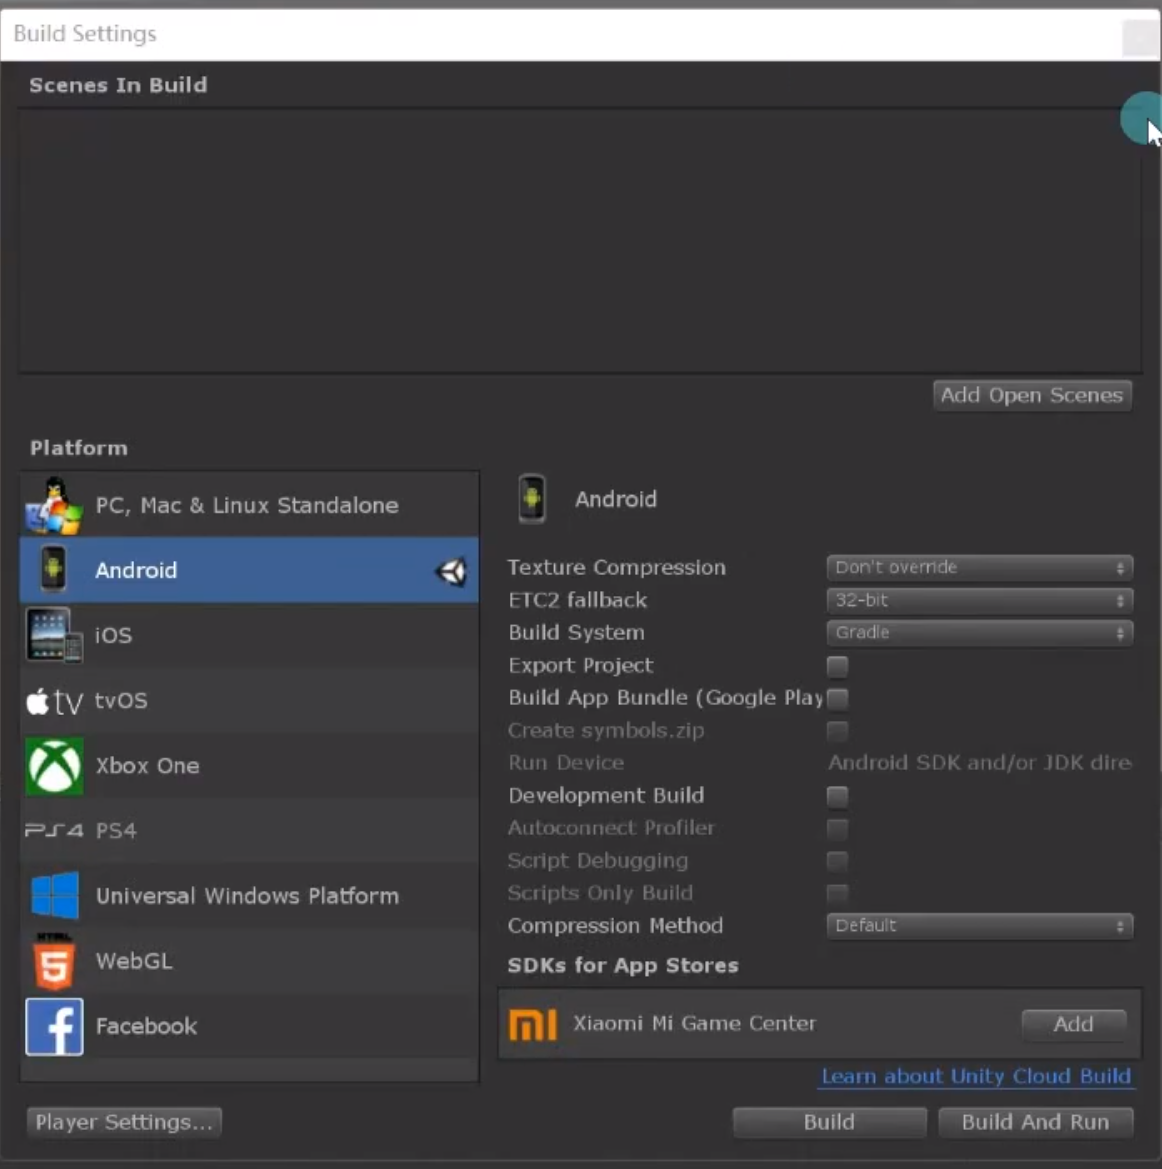 Build Settings
Scenes In Build
Add Open Scenes
Platform
PC, Mac & Linux Standalone
Android
iOS
tv tvOS
Xbox One
PS4 PS4
Universal Windows Platform
HTML 5 WebGL
f Facebook
Android
Texture Compression Don't override
ETC2 fallback 32-bit
Build System Gradle
Export Project
Build App Bundle (Google Play
Create symbols.zip
Run Device Android SDK and/or JDK dire
Development Build
Autoconnect Profiler
Script Debugging
Scripts Only Build
Compression Method Default
SDKs for App Stores
Xiaomi Mi Game Center Add
Learn about Unity Cloud Build
Player Settings... Build Build And Run